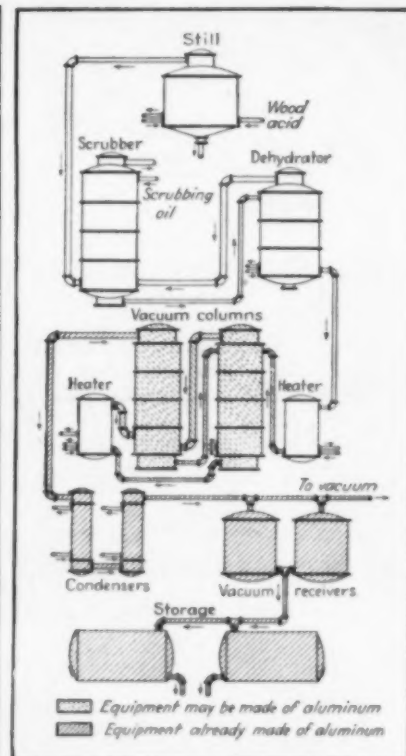 Still
Wood
acid
Scrubber
Dehydrator
Scrubbing
oil
Vacuum columns
Heater
Heater
To vacuum
Condensers
Vacuum receivers
Storage
Equipment may be made of aluminum
Equipment already made of aluminum